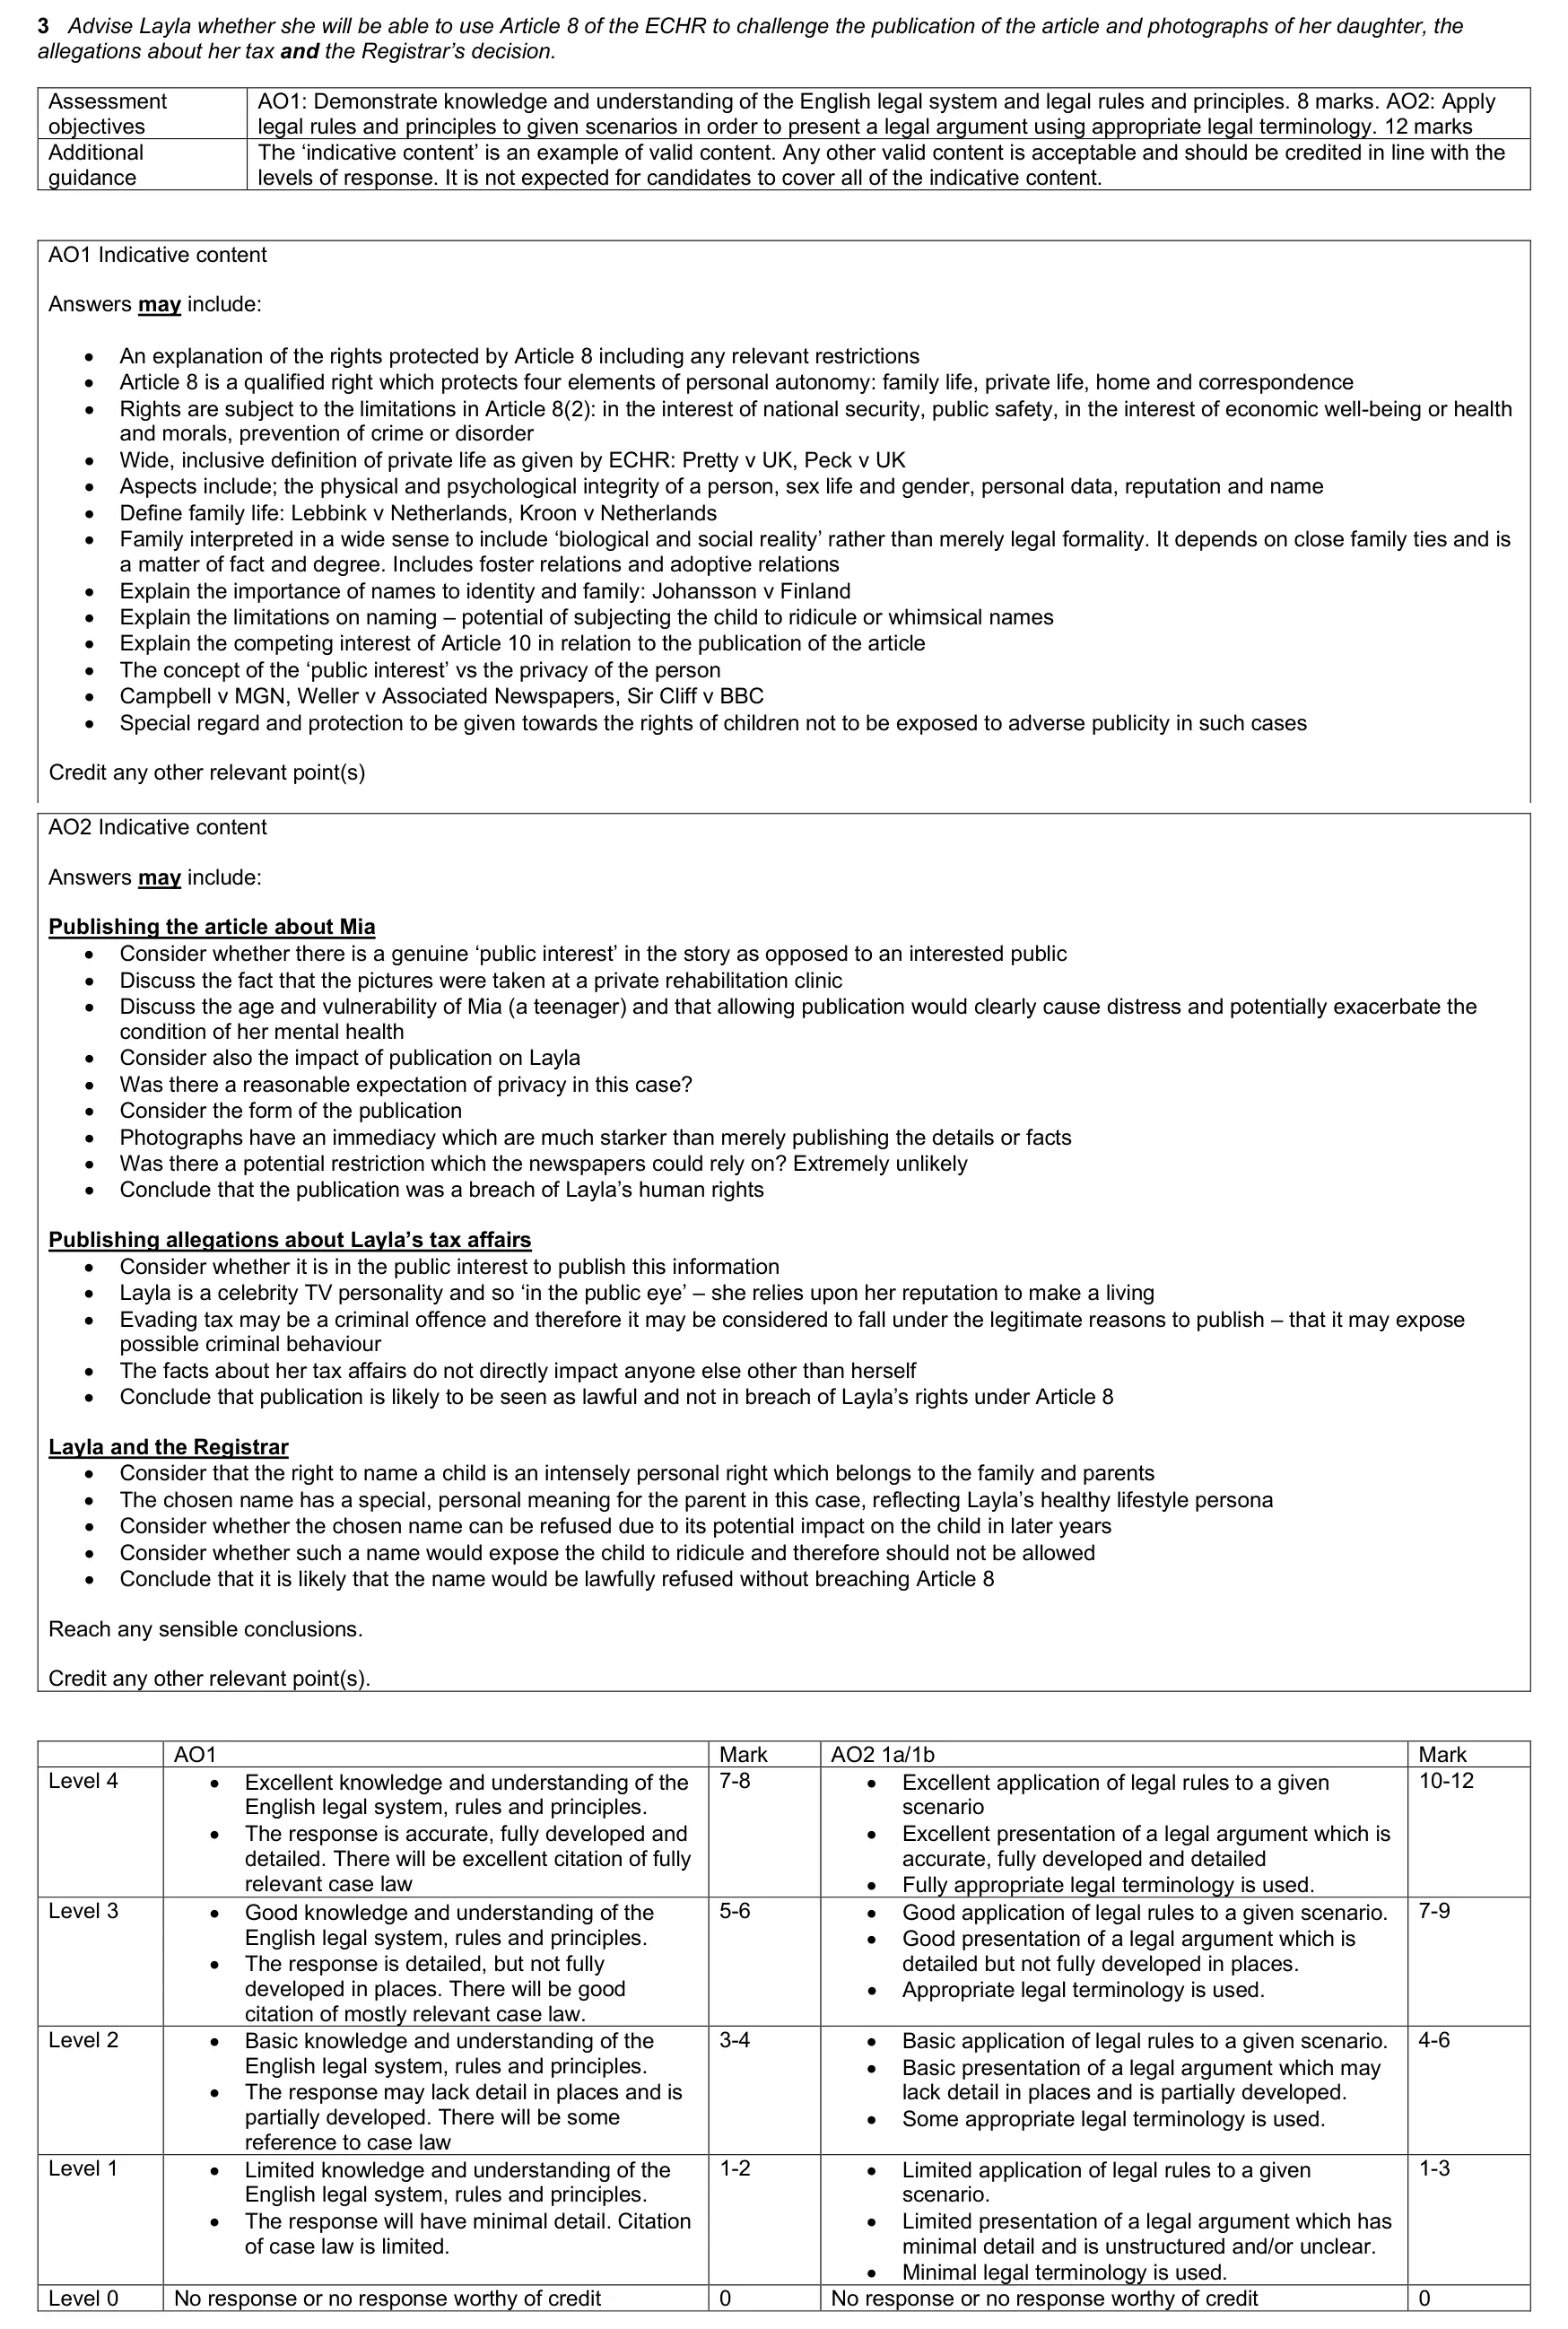 3 Advise Layla whether she will be able to use Article 8 of the ECHR to challenge the publication of the article and photographs of her daughter, the
allegations about her tax and the Registrar's decision.
Assessment
objectives
AO1: Demonstrate knowledge and understanding of the English legal system and legal rules and principles. 8 marks. AO2: Apply
legal rules and principles to given scenarios in order to present a legal argument using appropriate legal terminology. 12 marks
Additional
guidance
The 'indicative content' is an example of valid content. Any other valid content is acceptable and should be credited in line with the
levels of response. It is not expected for candidates to cover all of the indicative content.
AO1 Indicative content
Answers may include:
• An explanation of the rights protected by Article 8 including any relevant restrictions
• Article 8 is a qualified right which protects four elements of personal autonomy: family life, private life, home and correspondence
• Rights are subject to the limitations in Article 8(2): in the interest of national security, public safety, in the interest of economic well-being or health
and morals, prevention of crime or disorder
• Wide, inclusive definition of private life as given by ECHR: Pretty v UK, Peck v UK
• Aspects include; the physical and psychological integrity of a person, sex life and gender, personal data, reputation and name
• Define family life: Lebbink v Netherlands, Kroon v Netherlands
• Family interpreted in a wide sense to include 'biological and social reality' rather than merely legal formality. It depends on close family ties and is
a matter of fact and degree. Includes foster relations and adoptive relations
• Explain the importance of names to identity and family: Johansson v Finland
• Explain the limitations on naming – potential of subjecting the child to ridicule or whimsical names
• Explain the competing interest of Article 10 in relation to the publication of the article
• The concept of the 'public interest' vs the privacy of the person
• Campbell v MGN, Weller v Associated Newspapers, Sir Cliff v BBC
• Special regard and protection to be given towards the rights of children not to be exposed to adverse publicity in such cases
Credit any other relevant point(s)
AO2 Indicative content
Answers may include:
Publishing the article about Mia
• Consider whether there is a genuine 'public interest' in the story as opposed to an interested public
• Discuss the fact that the pictures were taken at a private rehabilitation clinic
• Discuss the age and vulnerability of Mia (a teenager) and that allowing publication would clearly cause distress and potentially exacerbate the
condition of her mental health
• Consider also the impact of publication on Layla
• Was there a reasonable expectation of privacy in this case?
• Consider the form of the publication
• Photographs have an immediacy which are much starker than merely publishing the details or facts
• Was there a potential restriction which the newspapers could rely on? Extremely unlikely
• Conclude that the publication was a breach of Layla's human rights
Publishing allegations about Layla's tax affairs
• Consider whether it is in the public interest to publish this information
• Layla is a celebrity TV personality and so 'in the public eye' – she relies upon her reputation to make a living
• Evading tax may be a criminal offence and therefore it may be considered to fall under the legitimate reasons to publish – that it may expose
possible criminal behaviour
• The facts about her tax affairs do not directly impact anyone else other than herself
• Conclude that publication is likely to be seen as lawful and not in breach of Layla's rights under Article 8
Layla and the Registrar
• Consider that the right to name a child is an intensely personal right which belongs to the family and parents
• The chosen name has a special, personal meaning for the parent in this case, reflecting Layla's healthy lifestyle persona
• Consider whether the chosen name can be refused due to its potential impact on the child in later years
• Consider whether such a name would expose the child to ridicule and therefore should not be allowed
• Conclude that it is likely that the name would be lawfully refused without breaching Article 8
Reach any sensible conclusions.
Credit any other relevant point(s).
AO1
Mark
AO2 1a/1b
Mark
Level 4
• Excellent knowledge and understanding of the
English legal system, rules and principles.
• The response is accurate, fully developed and
detailed. There will be excellent citation of fully
relevant case law
7-8
• Excellent application of legal rules to a given
scenario
• Excellent presentation of a legal argument which is
accurate, fully developed and detailed
• Fully appropriate legal terminology is used.
10-12
Level 3
• Good knowledge and understanding of the
English legal system, rules and principles.
• The response is detailed, but not fully
developed in places. There will be good
citation of mostly relevant case law.
5-6
• Good application of legal rules to a given scenario.
• Good presentation of a legal argument which is
detailed but not fully developed in places.
• Appropriate legal terminology is used.
7-9
Level 2
• Basic knowledge and understanding of the
English legal system, rules and principles.
• The response may lack detail in places and is
partially developed. There will be some
reference to case law
3-4
• Basic application of legal rules to a given scenario.
• Basic presentation of a legal argument which may
lack detail in places and is partially developed.
• Some appropriate legal terminology is used.
4-6
Level 1
• Limited knowledge and understanding of the
English legal system, rules and principles.
• The response will have minimal detail. Citation
of case law is limited.
1-2
• Limited application of legal rules to a given
scenario.
• Limited presentation of a legal argument which has
minimal detail and is unstructured and/or unclear.
• Minimal legal terminology is used.
1-3
Level 0
No response or no response worthy of credit
0
No response or no response worthy of credit
0